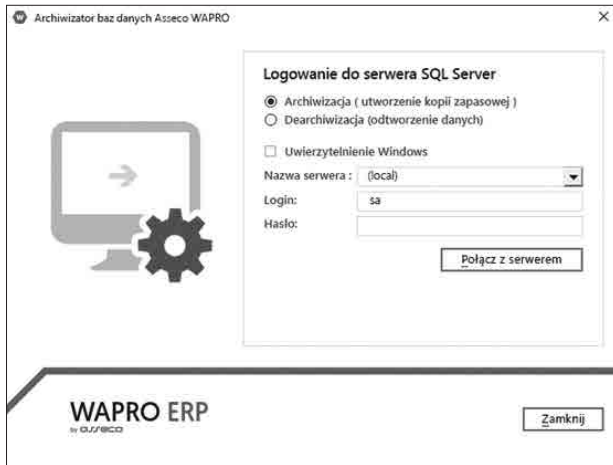 Archiwizator baz danych Asseco WAPRO
Logowanie do serwera SQL Server
Archiwizacja ( utworzenie kopii zapasowej )
Dearchiwizacja (odtworzenie danych)
Uwierzytelnienie Windows
Nazwa serwera : (local)
Login: sa
Hasło:
Połącz z serwerem
WAPRO ERP
by asseco
Zamknij